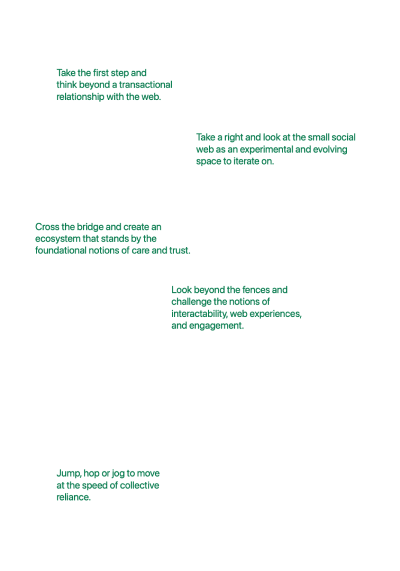 Take the first step and
think beyond a transactional
relationship with the web.
Take a right and look at the small social
web as an experimental and evolving
space to iterate on.
Cross the bridge and create an
ecosystem that stands by the
foundational notions of care and trust.
Look beyond the fences and
challenge the notions of
interactability, web experiences,
and engagement.
Jump, hop or jog to move
at the speed of collective
reliance.